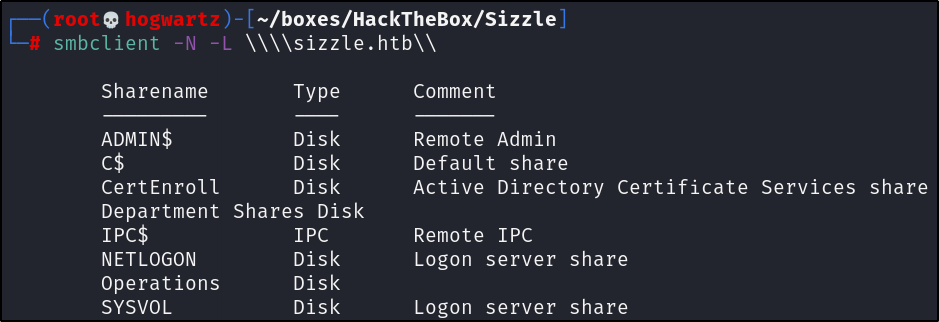 ┌──(root💀hogwartz)-[~/boxes/HackTheBox/Sizzle]
└─# smbclient -N -L \\\\sizzle.htb\\
Sharename       Type      Comment
---------       ----      -------
ADMIN$          Disk      Remote Admin
C$              Disk      Default share
CertEnroll      Disk      Active Directory Certificate Services share
Department Shares Disk
IPC$            IPC       Remote IPC
NETLOGON        Disk      Logon server share
Operations      Disk
SYSVOL          Disk      Logon server share